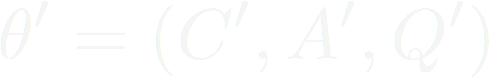 θ′ = (C′, A′, Q′)